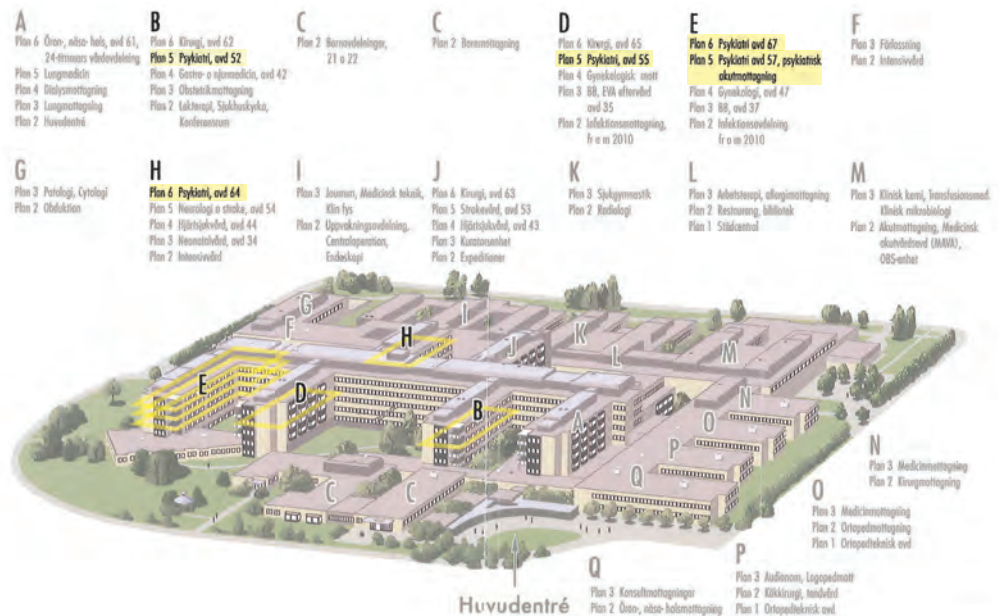 A
Plan 6 Öron-, näsa- hals, avd 61,
24-timmars vårdavdelning
Plan 5 Lungmedicin
Plan 4 Dialysmottagning
Plan 3 Lungmottagning
Plan 2 Huvudentré
B
Plan 6 Kirurgi, avd 62
Plan 5 Psykiatri, avd 52
Plan 4 Gastro- o njurmedicin, avd 42
Plan 3 Obstetrikmottagning
Plan 2 Lekterapi, Sjukhuskyrka,
Konferensrum
C
Plan 2 Barnavdelningar,
21 o 22
C
Plan 2 Barnmottagning
D
Plan 6 Kirurgi, avd 65
Plan 5 Psykiatri, avd 55
Plan 4 Gynekologisk mott
Plan 3 BB, EVA eftervård
avd 35
Plan 2 Infektionsmottagning,
fr o m 2010
E
Plan 6 Psykiatri avd 67
Plan 5 Psykiatri avd 57, psykiatrisk
akutmottagning
Plan 4 Gynekologi, avd 47
Plan 3 BB, avd 37
Plan 2 Infektionsavdelning
fr o m 2010
F
Plan 3 Förlossning
Plan 2 Intensivvård
G
Plan 3 Patologi, Cytologi
Plan 2 Obduktion
H
Plan 6 Psykiatri, avd 64
Plan 5 Neurologi o stroke, avd 54
Plan 4 Hjärtsjukvård, avd 44
Plan 3 Neonatalvård, avd 34
Plan 2 Intensivvård
I
Plan 3 Jourrum, Medicinsk teknik,
Klin fys
Plan 2 Uppvakningsavdelning,
Centraloperation,
Endoskopi
J
Plan 6 Kirurgi, avd 63
Plan 5 Strokevård, avd 53
Plan 4 Hjärtsjukvård, avd 43
Plan 3 Kuratorsenhet
Plan 2 Expeditioner
K
Plan 3 Sjukgymnastik
Plan 2 Radiologi
L
Plan 3 Arbetsterapi, allergimottagning
Plan 2 Restaurang, bibliotek
Plan 1 Städcentral
M
Plan 3 Klinisk kemi, Transfusionsmed
Klinisk mikrobiologi
Plan 2 Akutmottagning, Medicinsk
akutvårdsavd (MAVA),
OBS-enhet
G
F
I
H
J
K
L
M
E
D
B
A
N
O
P
Q
C
C
N
Plan 3 Medicinmottagning
Plan 2 Kirurgmottagning
O
Plan 3 Medicinmottagning
Plan 2 Ortopedmottagning
Plan 1 Ortopedteknisk avd
P
Plan 3 Audionom, Logopedmott
Plan 2 Käkkirurgi, tandvård
Plan 1 Ortopedteknisk avd
Q
Plan 3 Konsultmottagningar
Plan 2 Öron-, näsa- halsmottagning
Huvudentré